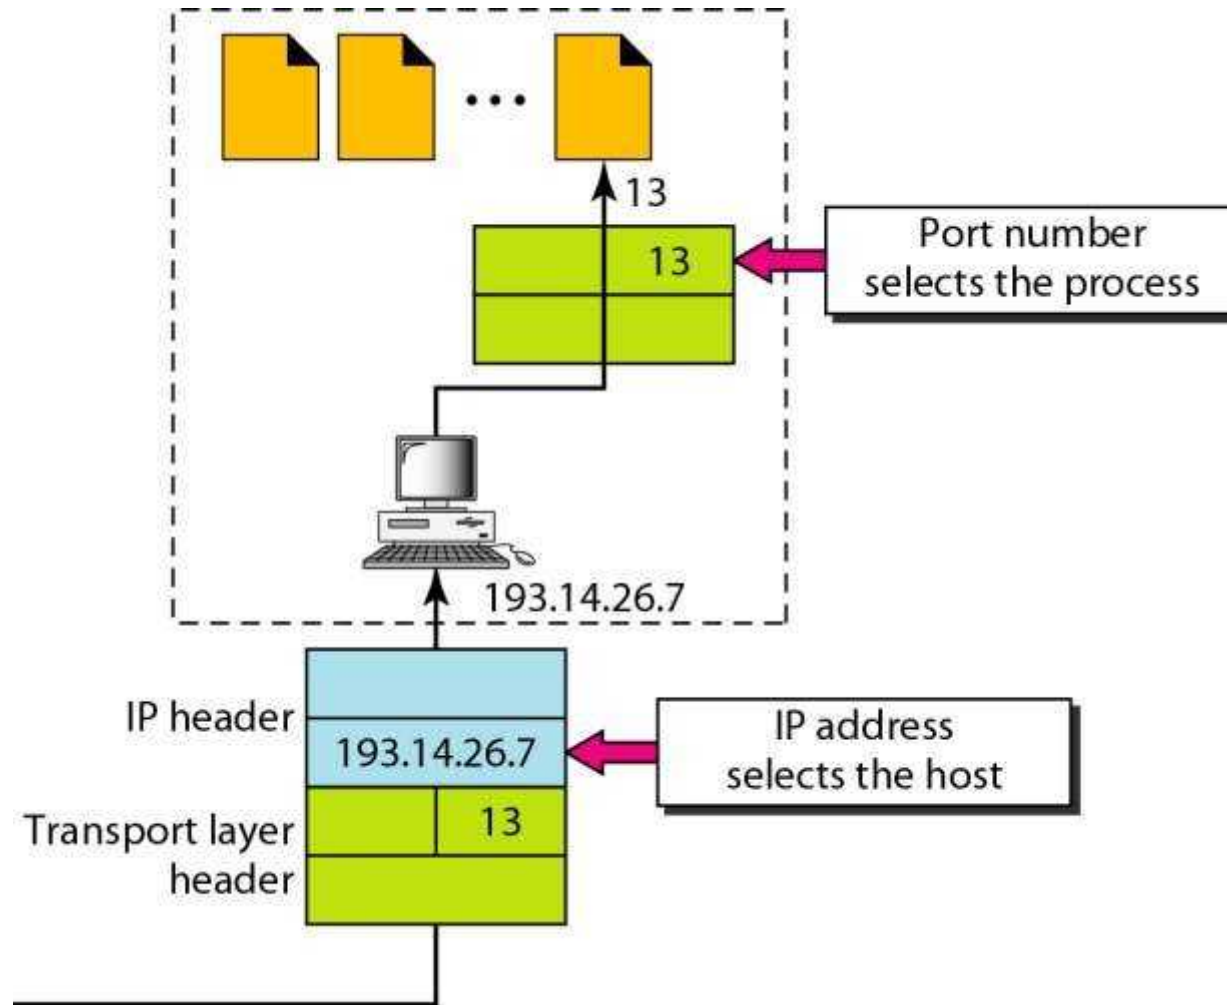 13
13
Port number
selects the process
193.14.26.7
IP header
193.14.26.7
IP address
selects the host
Transport layer
header
13